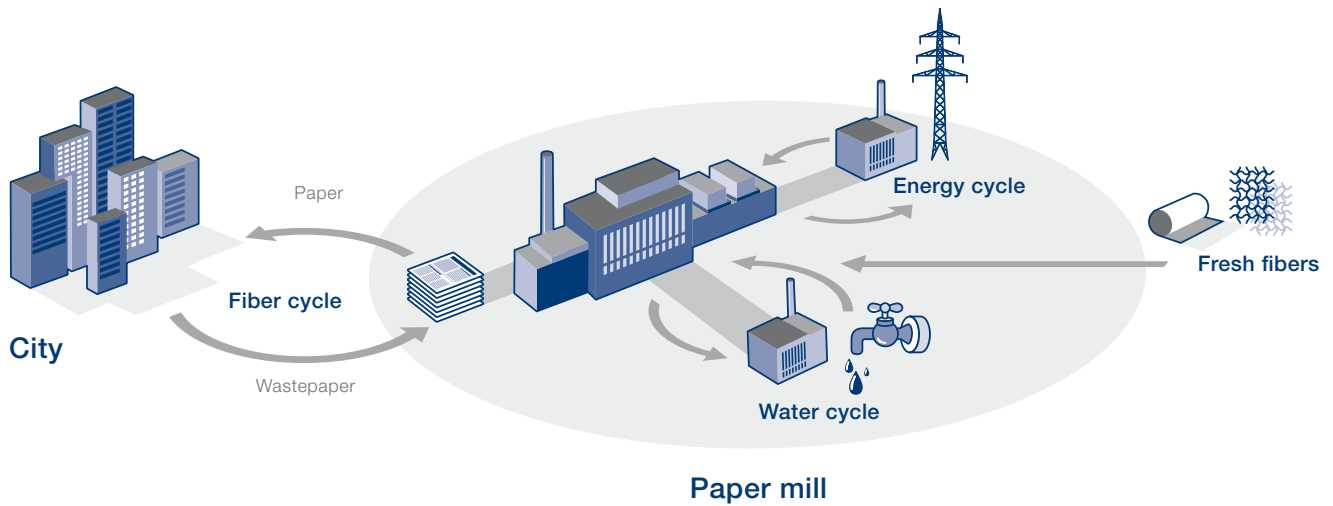 Energy cycle
Paper
Fresh fibers
Fiber cycle
City
Wastepaper
Water cycle
Paper mill